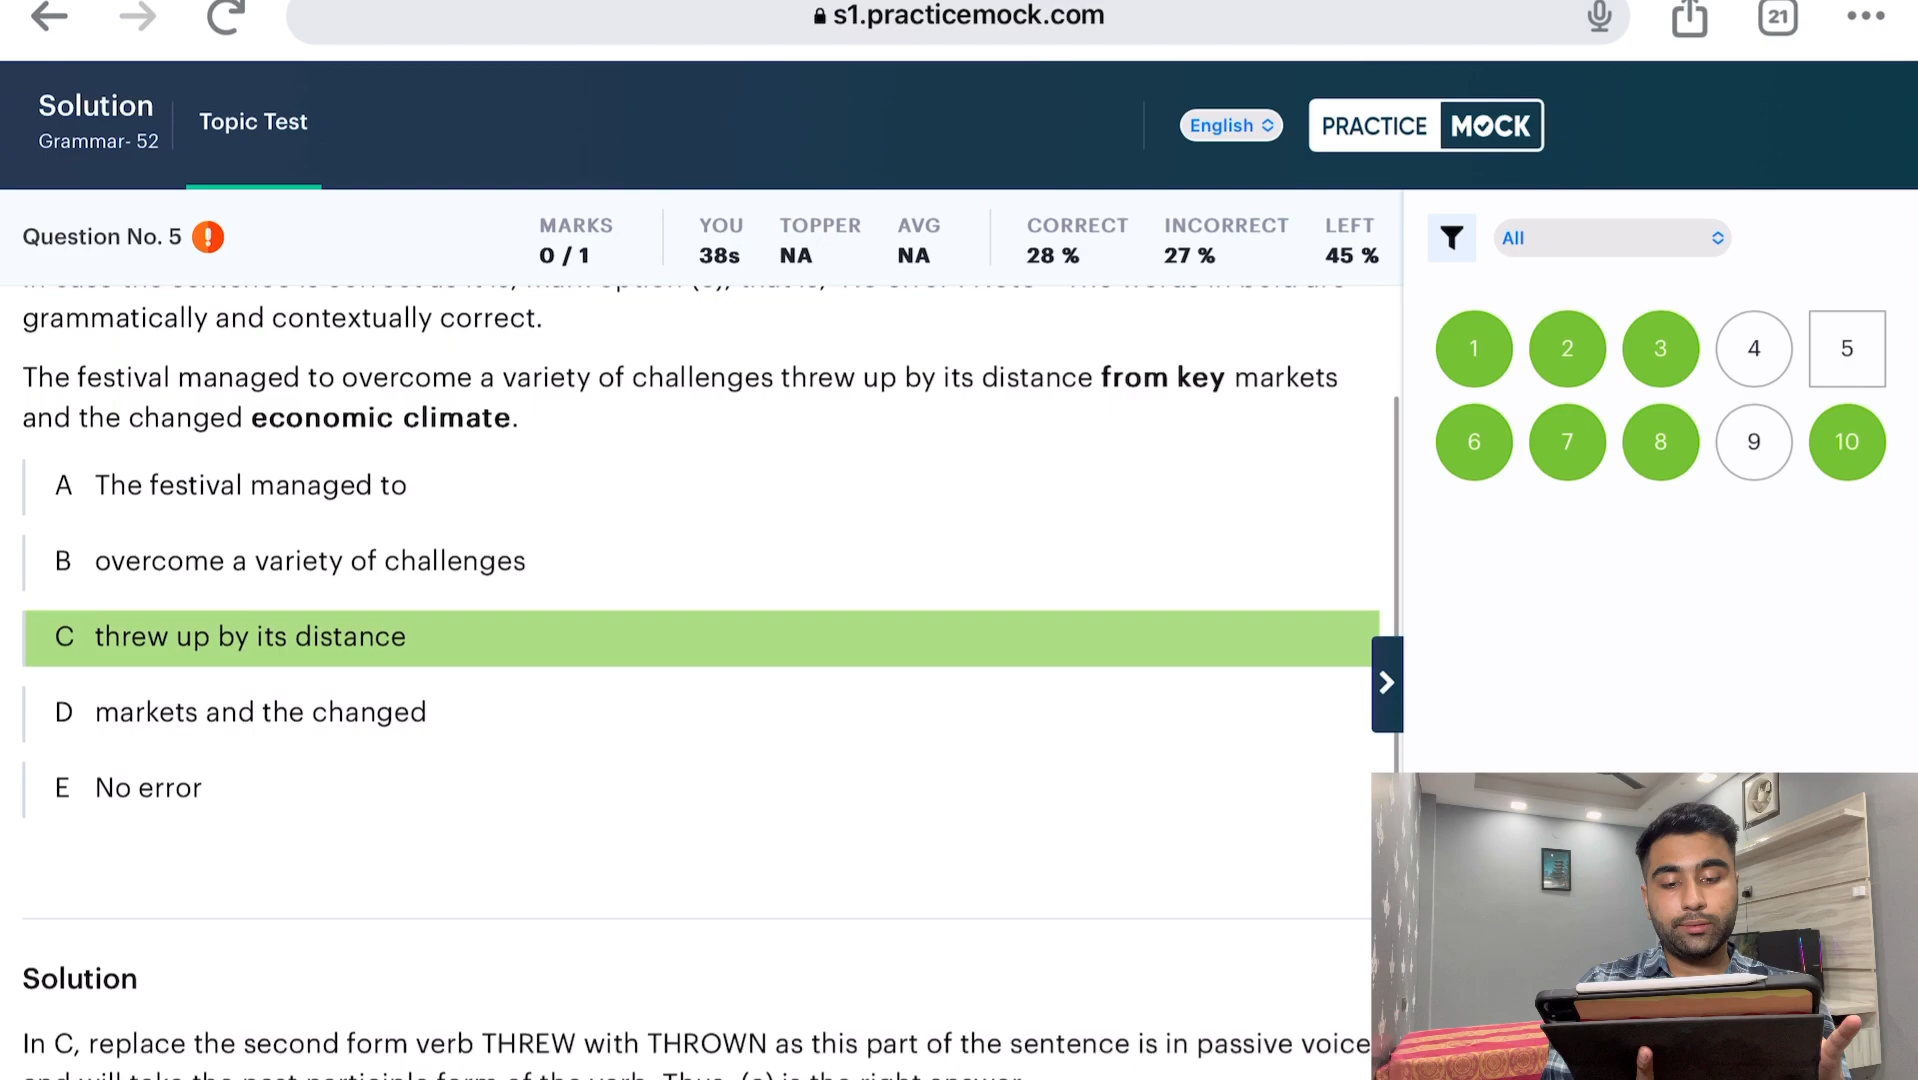 s1.practicemock.com
21
Solution
Grammar- 52
Topic Test
English
PRACTICE MOCK
Question No. 5
MARKS
0 / 1
YOU
38s
TOPPER
NA
AVG
NA
CORRECT
28 %
INCORRECT
27 %
LEFT
45 %
All
1 2 3 4 5
6 7 8 9 10
grammatically and contextually correct.
The festival managed to overcome a variety of challenges threw up by its distance from key markets
and the changed economic climate.
A The festival managed to
B overcome a variety of challenges
C threw up by its distance
D markets and the changed
E No error
Solution
In C, replace the second form verb THREW with THROWN as this part of the sentence is in passive voice